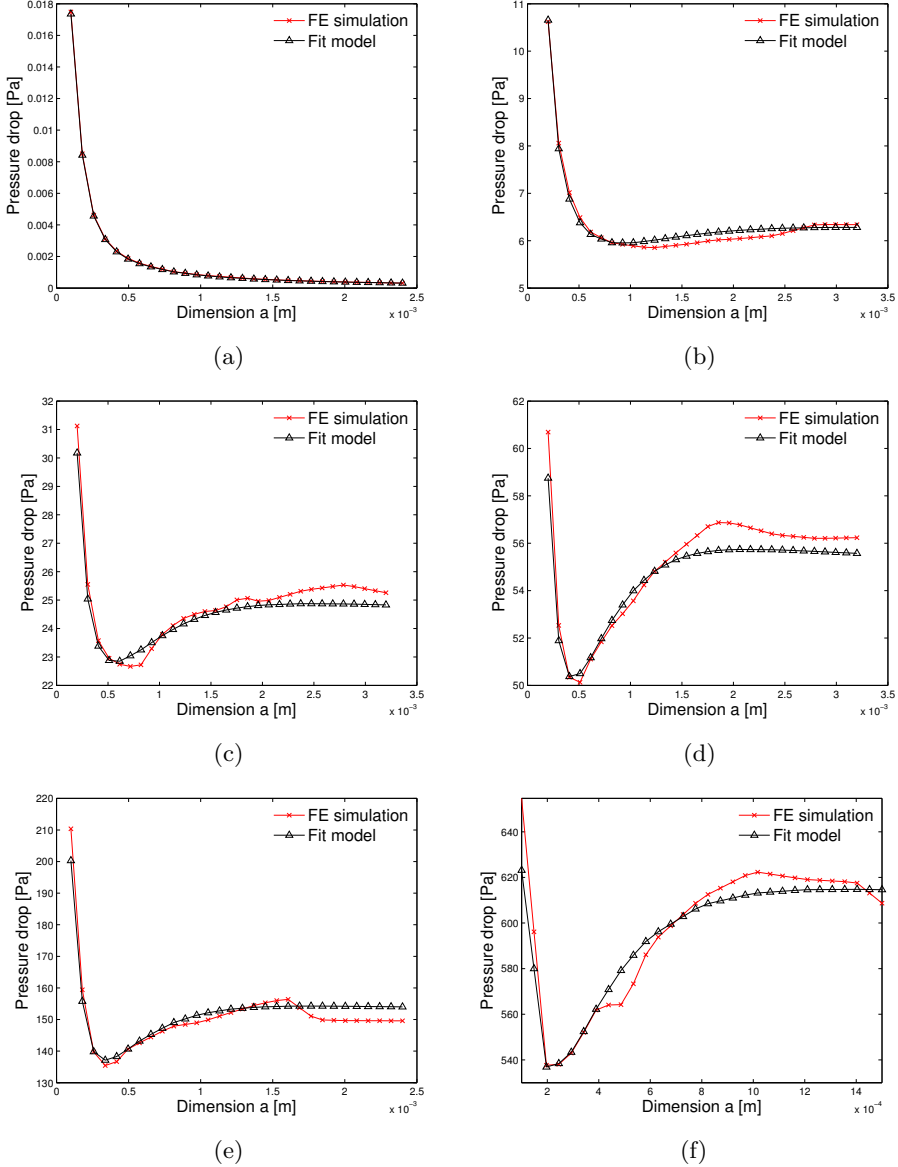 0.018
0.016
0.014
0.012
0.01
0.008
0.006
0.004
0.002
0
Pressure drop [Pa]
FE simulation
Fit model
0 0.5 1 1.5 2 2.5
Dimension a [m]
x 10⁻³
(a)
11
10
9
8
7
6
5
Pressure drop [Pa]
FE simulation
Fit model
0 0.5 1 1.5 2 2.5 3 3.5
Dimension a [m]
x 10⁻³
(b)
32
31
30
29
28
27
26
25
24
23
22
Pressure drop [Pa]
FE simulation
Fit model
0 0.5 1 1.5 2 2.5 3 3.5
Dimension a [m]
x 10⁻³
(c)
62
60
58
56
54
52
50
Pressure drop [Pa]
FE simulation
Fit model
0 0.5 1 1.5 2 2.5 3 3.5
Dimension a [m]
x 10⁻³
(d)
220
210
200
190
180
170
160
150
140
130
Pressure drop [Pa]
FE simulation
Fit model
0 0.5 1 1.5 2 2.5
Dimension a [m]
x 10⁻³
(e)
640
620
600
580
560
540
Pressure drop [Pa]
FE simulation
Fit model
2 4 6 8 10 12 14
Dimension a [m]
x 10⁻⁴
(f)